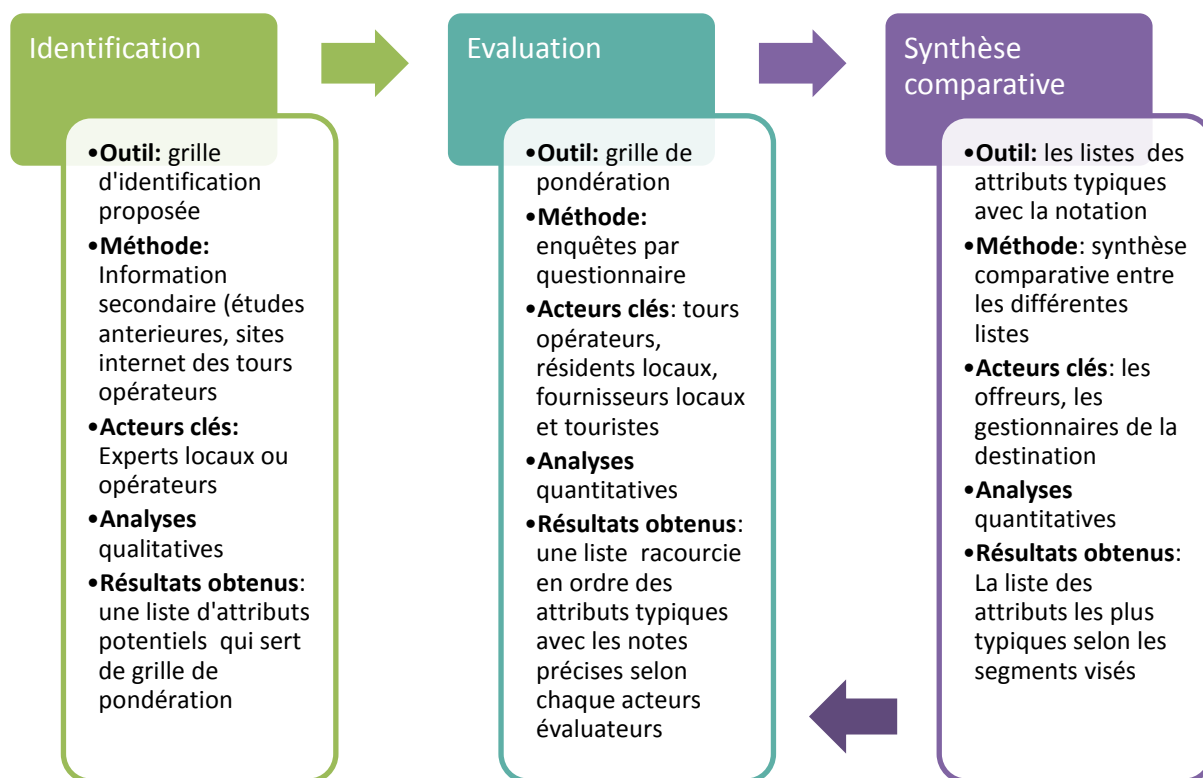 Identification
•Outil: grille
d'identification
proposée
•Méthode:
Information
secondaire (études
anterieures, sites
internet des tours
opérateurs
•Acteurs clés:
Experts locaux ou
opérateurs
•Analyses
qualitatives
•Résultats obtenus:
une liste d'attributs
potentiels qui sert
de grille de
pondération
Evaluation
•Outil: grille de
pondération
•Méthode:
enquêtes par
questionnaire
•Acteurs clés: tours
opérateurs,
résidents locaux,
fournisseurs locaux
et touristes
•Analyses
quantitatives
•Résultats obtenus:
une liste racourcie
en ordre des
attributs typiques
avec les notes
précises selon
chaque acteurs
évaluateurs
Synthèse
comparative
•Outil: les listes des
attributs typiques
avec la notation
•Méthode: synthèse
comparative entre
les différentes
listes
•Acteurs clés: les
offreurs, les
gestionnaires de la
destination
•Analyses
quantitatives
•Résultats obtenus:
La liste des
attributs les plus
typiques selon les
segments visés